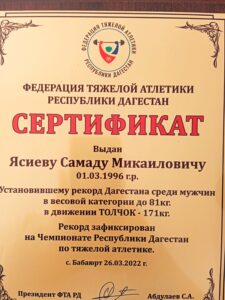 ФЕДЕРАЦИЯ ТЯЖЕЛОЙ АТЛЕТИКИ
РЕСПУБЛИКИ ДАГЕСТАН
ФЕДЕРАЦИЯ ТЯЖЕЛОЙ АТЛЕТИКИ
РЕСПУБЛИКИ ДАГЕСТАН
СЕРТИФИКАТ
Выдан
Ясиеву Самаду Микаиловичу
01.03.1996 г.р.
Установившему рекорд Дагестана среди мужчин
в весовой категории до 81кг.
в движении ТОЛЧОК - 171кг.
Рекорд зафиксирован
на Чемпионате Республики Дагестан
по тяжелой атлетике.
с. Бабаюрт 26.03.2022 г.
Президент ФТА РД Абдулаев С.А.